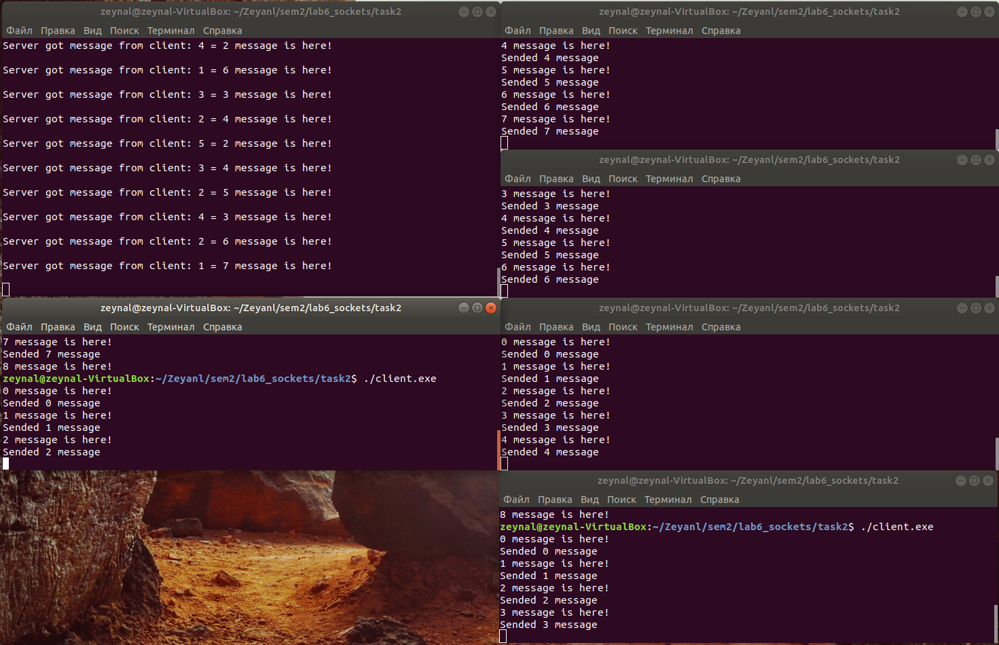 zeynal@zeynal-VirtualBox: ~/Zeyanl/sem2/lab6_sockets/task2
Файл Правка Вид Поиск Терминал Справка
Server got message from client: 4 = 2 message is here!
Server got message from client: 1 = 6 message is here!
Server got message from client: 3 = 3 message is here!
Server got message from client: 2 = 4 message is here!
Server got message from client: 5 = 2 message is here!
Server got message from client: 3 = 4 message is here!
Server got message from client: 2 = 5 message is here!
Server got message from client: 4 = 3 message is here!
Server got message from client: 2 = 6 message is here!
Server got message from client: 1 = 7 message is here!
zeynal@zeynal-VirtualBox: ~/Zeyanl/sem2/lab6_sockets/task2
Файл Правка Вид Поиск Терминал Справка
4 message is here!
Sended 4 message
5 message is here!
Sended 5 message
6 message is here!
Sended 6 message
7 message is here!
Sended 7 message
zeynal@zeynal-VirtualBox: ~/Zeyanl/sem2/lab6_sockets/task2
Файл Правка Вид Поиск Терминал Справка
3 message is here!
Sended 3 message
4 message is here!
Sended 4 message
5 message is here!
Sended 5 message
6 message is here!
Sended 6 message
zeynal@zeynal-VirtualBox: ~/Zeyanl/sem2/lab6_sockets/task2
Файл Правка Вид Поиск Терминал Справка
7 message is here!
Sended 7 message
8 message is here!
zeynal@zeynal-VirtualBox:~/Zeyanl/sem2/lab6_sockets/task2$ ./client.exe
0 message is here!
Sended 0 message
1 message is here!
Sended 1 message
2 message is here!
Sended 2 message
zeynal@zeynal-VirtualBox: ~/Zeyanl/sem2/lab6_sockets/task2
Файл Правка Вид Поиск Терминал Справка
0 message is here!
Sended 0 message
1 message is here!
Sended 1 message
2 message is here!
Sended 2 message
3 message is here!
Sended 3 message
4 message is here!
Sended 4 message
zeynal@zeynal-VirtualBox: ~/Zeyanl/sem2/lab6_sockets/task2
Файл Правка Вид Поиск Терминал Справка
8 message is here!
zeynal@zeynal-VirtualBox:~/Zeyanl/sem2/lab6_sockets/task2$ ./client.exe
0 message is here!
Sended 0 message
1 message is here!
Sended 1 message
2 message is here!
Sended 2 message
3 message is here!
Sended 3 message